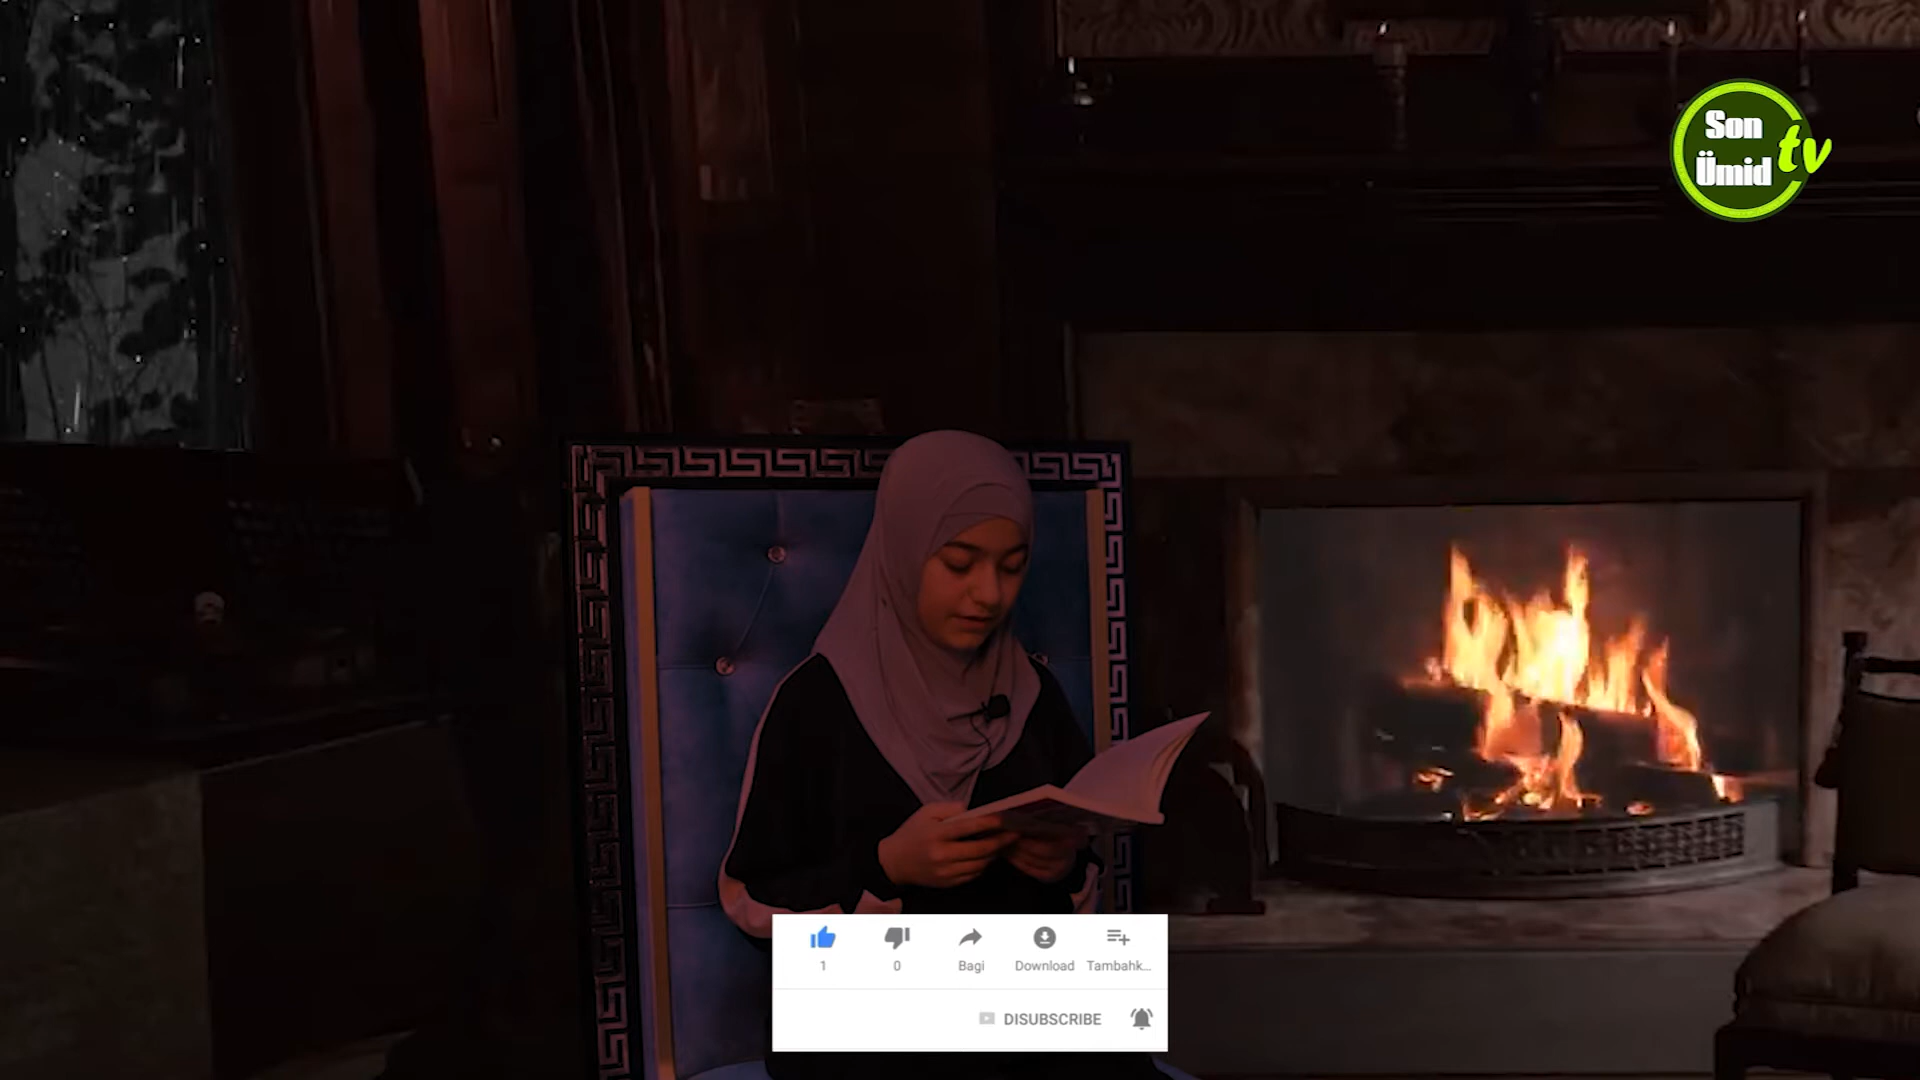 Son
Ümid
tv
1
0
Bagi
Download
Tambahk...
DISUBSCRIBE